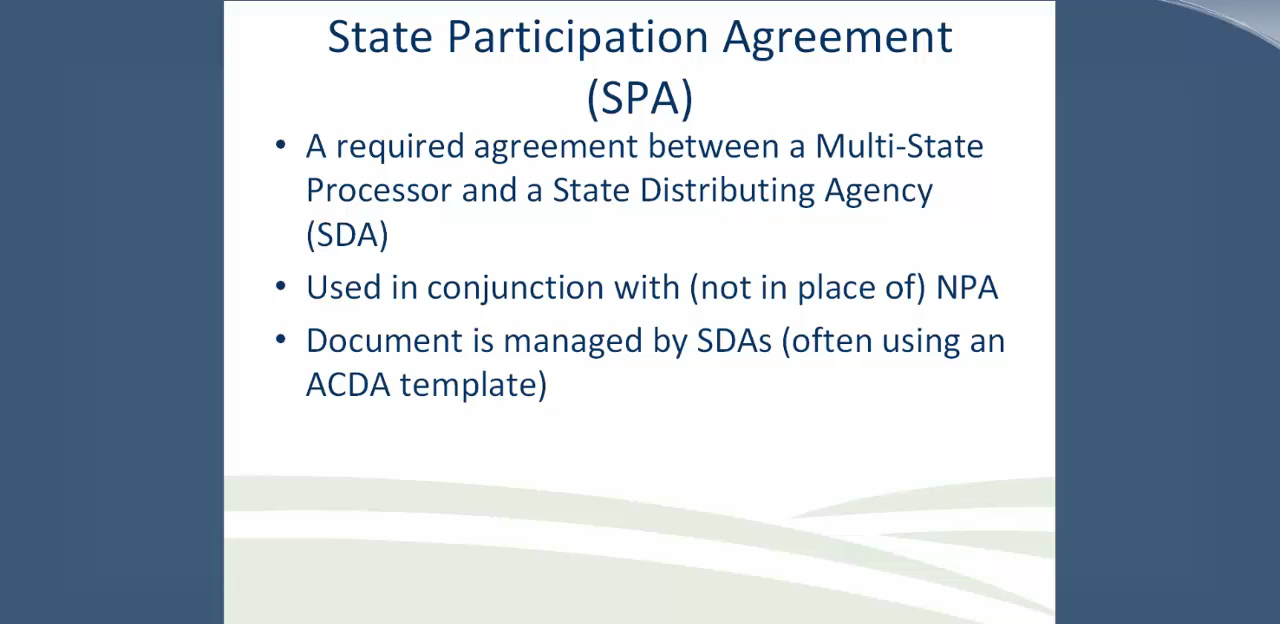 State Participation Agreement
(SPA)
• A required agreement between a Multi-State
Processor and a State Distributing Agency
(SDA)
• Used in conjunction with (not in place of) NPA
• Document is managed by SDAs (often using an
ACDA template)